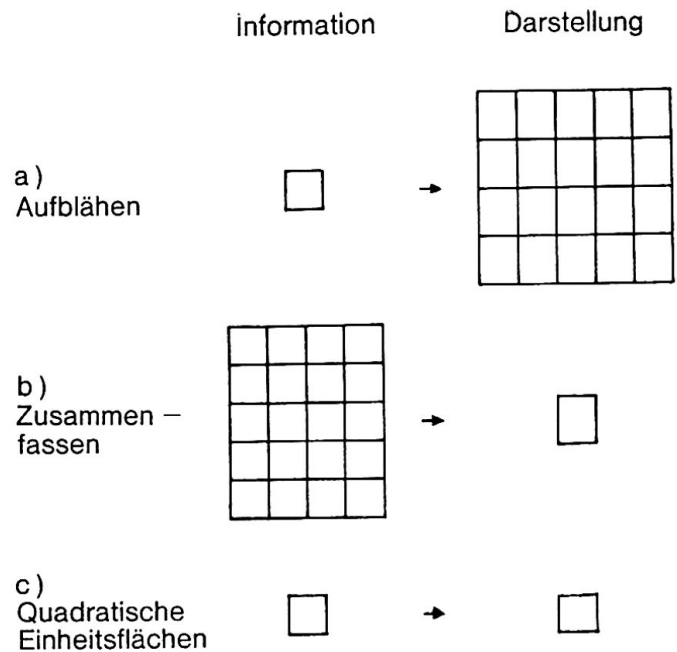 Information Darstellung
a)
Aufblähen
b)
Zusammen –
fassen
c)
Quadratische
Einheitsflächen